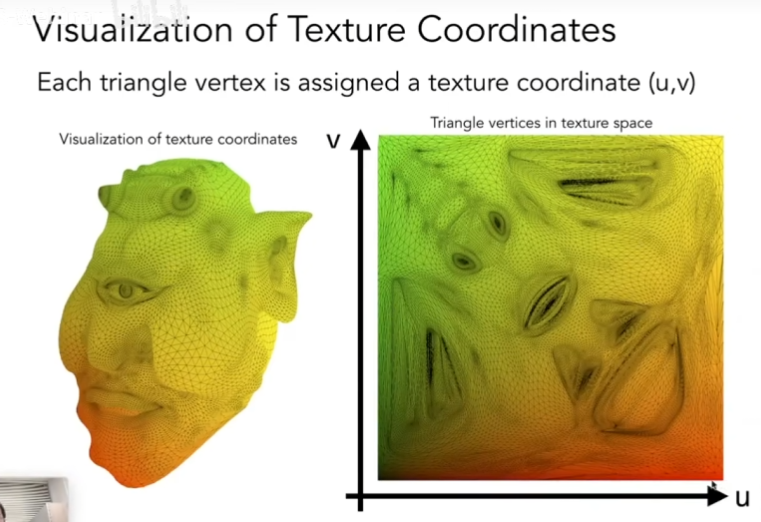 Visualization of Texture Coordinates
Each triangle vertex is assigned a texture coordinate (u,v)
Triangle vertices in texture space
Visualization of texture coordinates
v
u